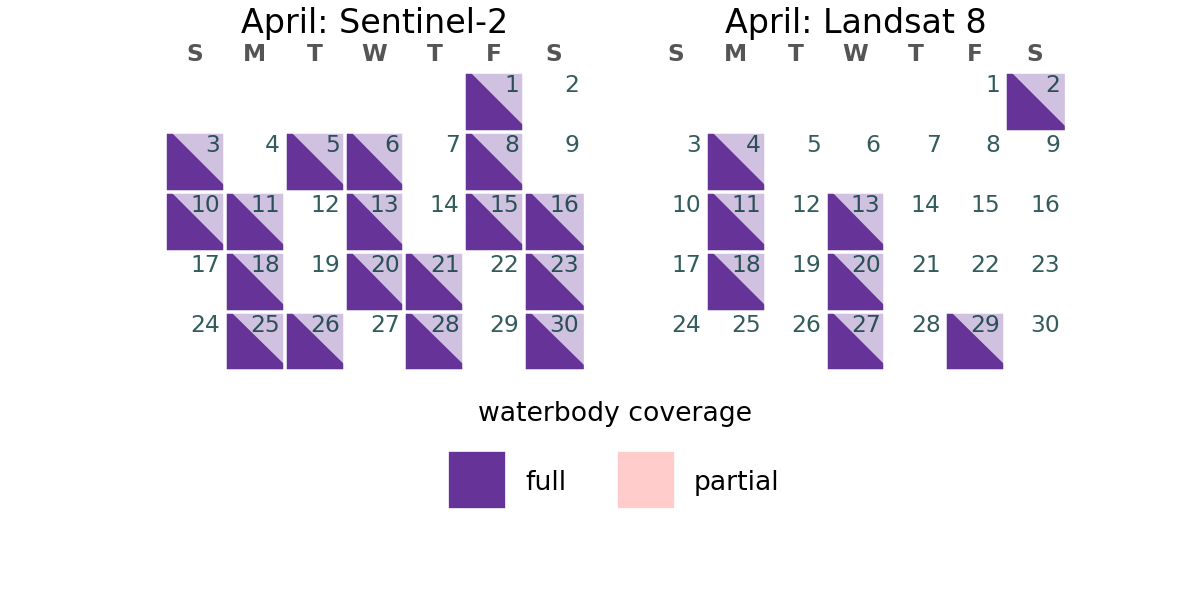 April: Sentinel-2
S M T W T F S
1 2
3 4 5 6 7 8 9
10 11 12 13 14 15 16
17 18 19 20 21 22 23
24 25 26 27 28 29 30
April: Landsat 8
S M T W T F S
1 2
3 4 5 6 7 8 9
10 11 12 13 14 15 16
17 18 19 20 21 22 23
24 25 26 27 28 29 30
waterbody coverage
full partial